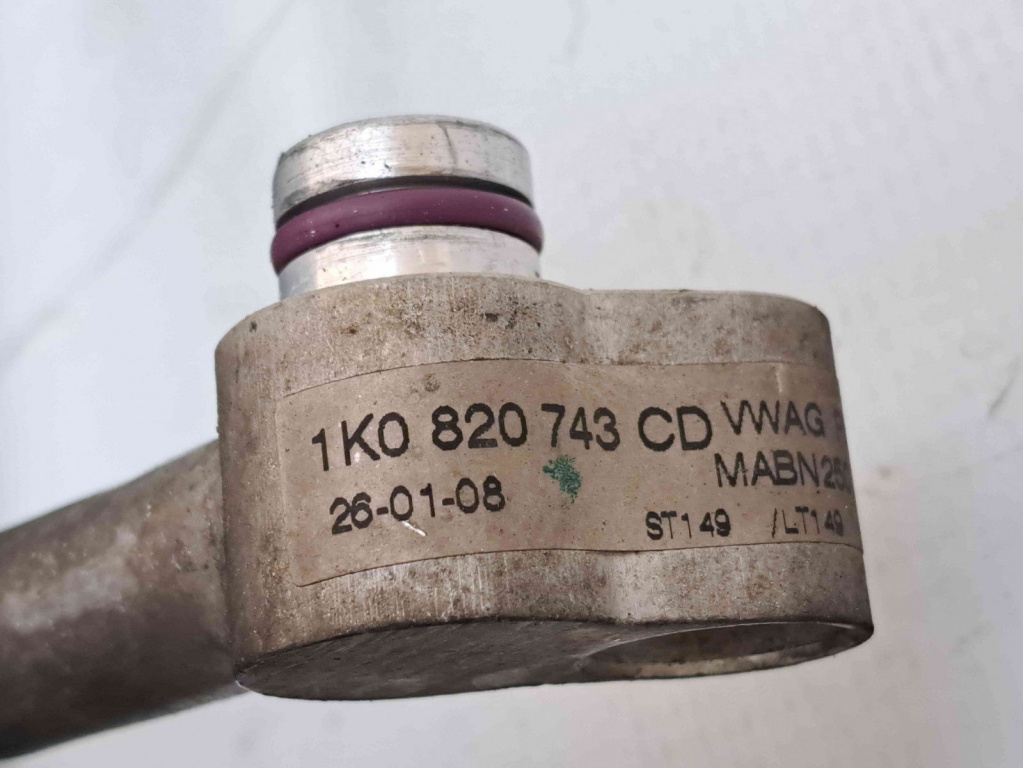 1K0 820 743 CD VWAG
26-01-08 MABN25
ST149 /LT149